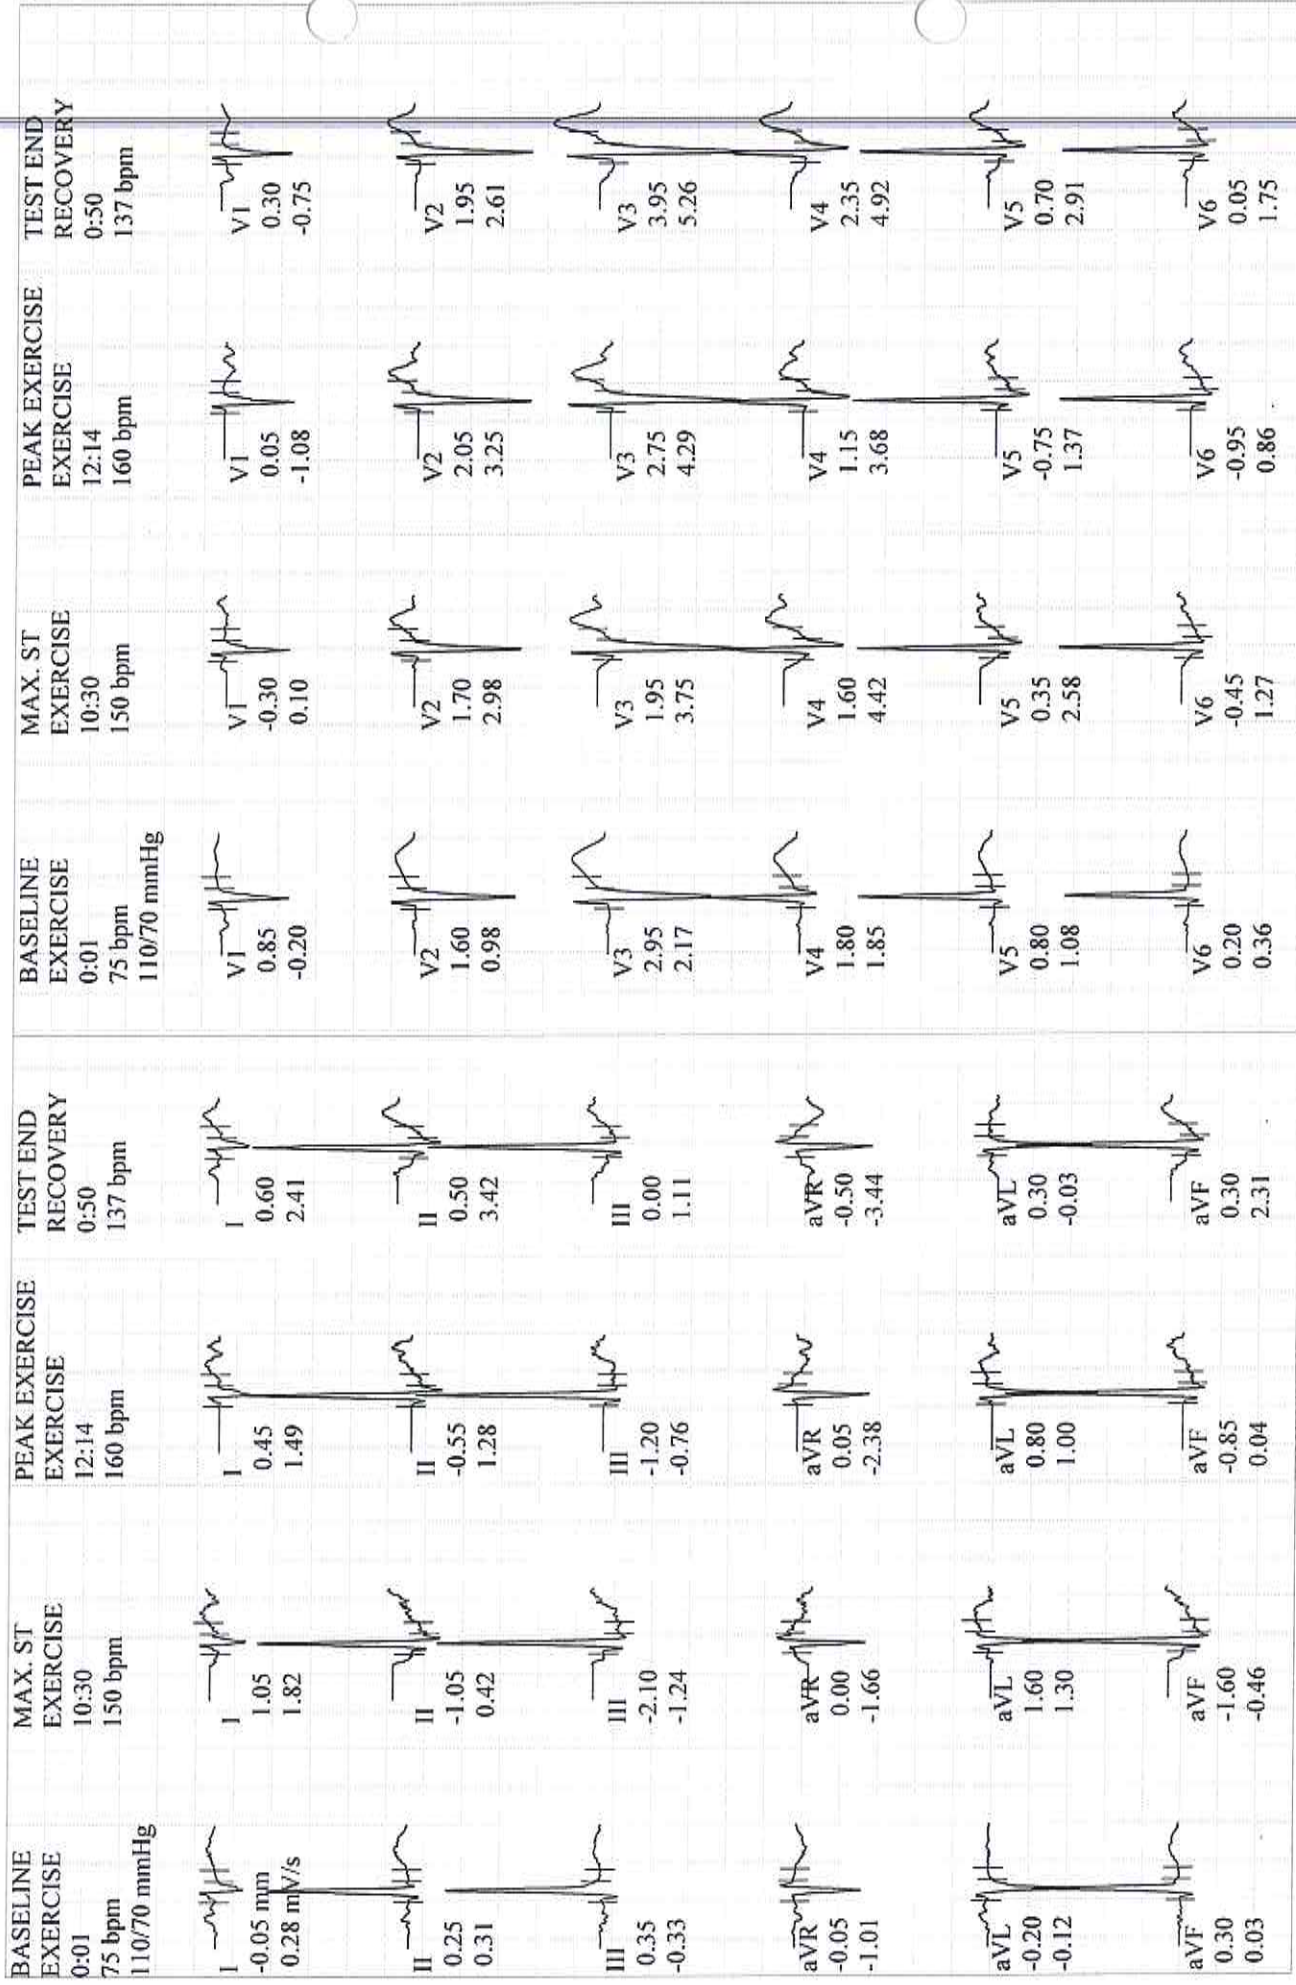 BASELINE
EXERCISE
0:01
75 bpm
110/70 mmHg
I
-0.05 mm
0.28 mV/s
II
0.25
0.31
III
0.35
-0.33
aVR
-0.05
-1.01
aVL
-0.20
-0.12
aVF
0.30
0.03
MAX. ST
EXERCISE
10:30
150 bpm
I
1.05
1.82
II
-1.05
0.42
III
-2.10
-1.24
aVR
0.00
-1.66
aVL
1.60
1.30
aVF
-1.60
-0.46
PEAK EXERCISE
EXERCISE
12:14
160 bpm
I
0.45
1.49
II
-0.55
1.28
III
-1.20
-0.76
aVR
0.05
-2.38
aVL
0.80
1.00
aVF
-0.85
0.04
TEST END
RECOVERY
0:50
137 bpm
I
0.60
2.41
II
0.50
3.42
III
0.00
1.11
aVR
-0.50
-3.44
aVL
0.30
-0.03
aVF
0.30
2.31
BASELINE
EXERCISE
0:01
75 bpm
110/70 mmHg
V1
0.85
-0.20
V2
1.60
0.98
V3
2.95
2.17
V4
1.80
1.85
V5
0.80
1.08
V6
0.20
0.36
MAX. ST
EXERCISE
10:30
150 bpm
V1
-0.30
0.10
V2
1.70
2.98
V3
1.95
3.75
V4
1.60
4.42
V5
0.35
2.58
V6
-0.45
1.27
PEAK EXERCISE
EXERCISE
12:14
160 bpm
V1
0.05
-1.08
V2
2.05
3.25
V3
2.75
4.29
V4
1.15
3.68
V5
-0.75
1.37
V6
-0.95
0.86
TEST END
RECOVERY
0:50
137 bpm
V1
0.30
-0.75
V2
1.95
2.61
V3
3.95
5.26
V4
2.35
4.92
V5
0.70
2.91
V6
0.05
1.75